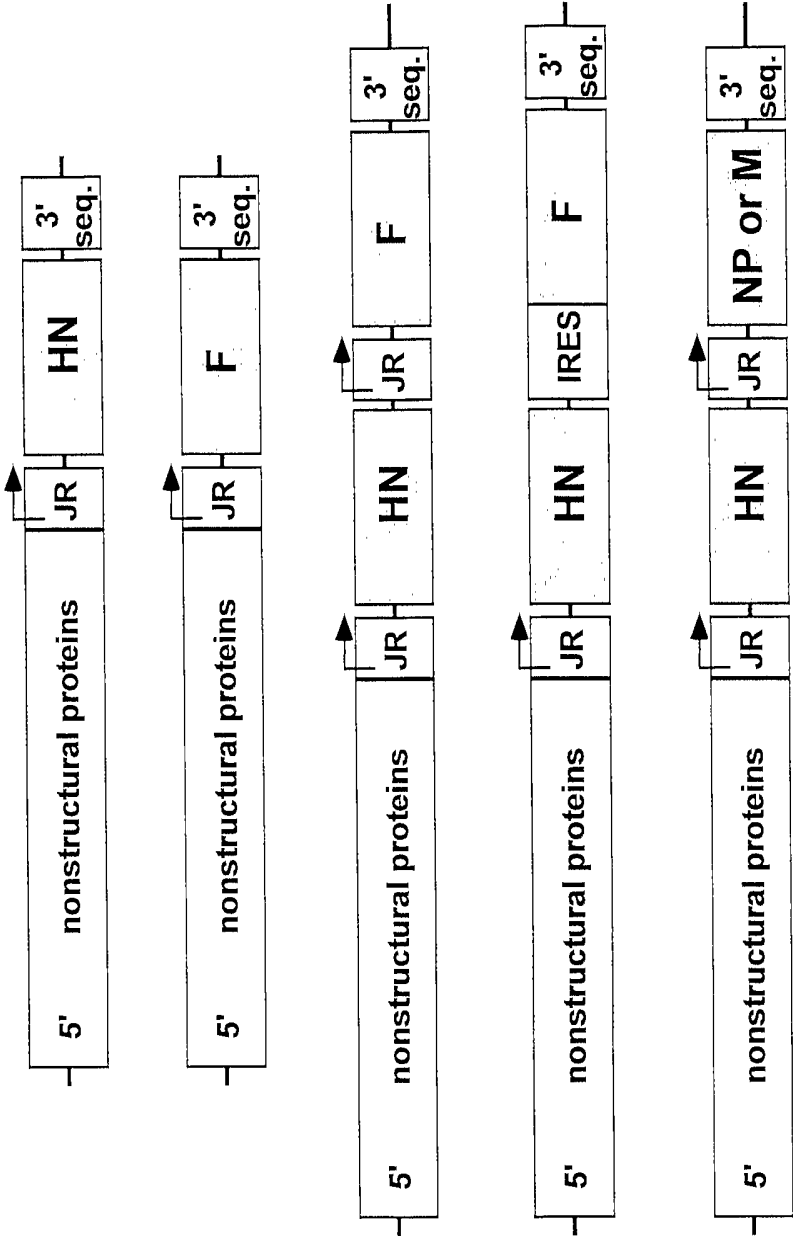 5' nonstructural proteins JR HN 3'
seq.
5' nonstructural proteins JR F 3'
seq.
5' nonstructural proteins JR HN JR F 3'
seq.
5' nonstructural proteins JR HN IRES F 3'
seq.
5' nonstructural proteins JR HN JR NP or M 3'
seq.